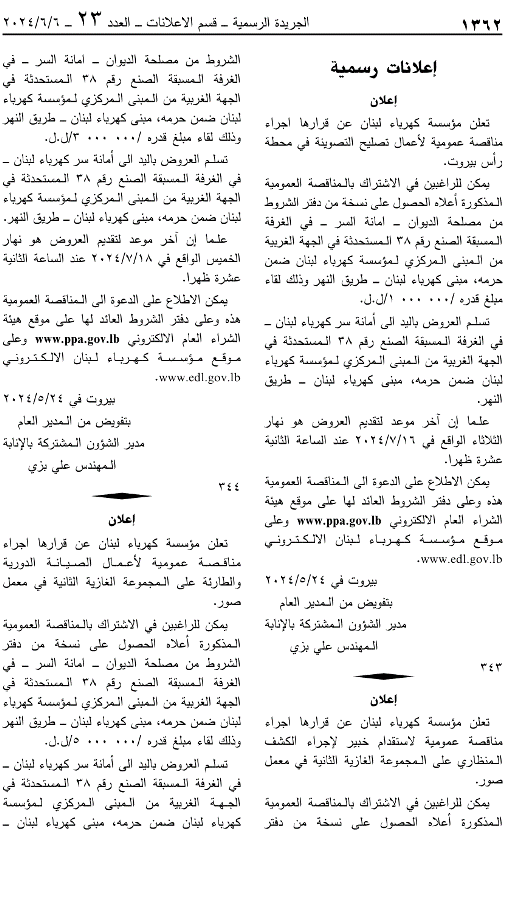 ١٣٦٢
الجريدة الرسمية ــ قسم الاعلانات ــ العدد ٢٣ ــ ٢٠٢٤/٦/٦
إعلانات رسمية
إعلان
تعلن مؤسسة كهرباء لبنان عن قرارها اجراء
مناقصة عمومية لأعمال تصليح التصوينة في محطة
رأس بيروت.
يمكن للراغبين في الاشتراك بالمناقصة العمومية
المذكورة أعلاه الحصول على نسخة من دفتر الشروط
من مصلحة الديوان ــ امانة السر ــ في الغرفة
المسبقة الصنع رقم ٣٨ المستحدثة في الجهة الغربية
من المبنى المركزي لمؤسسة كهرباء لبنان ضمن
حرمه، مبنى كهرباء لبنان ــ طريق النهر وذلك لقاء
مبلغ قدره /٠٠٠ ٠٠٠ ١/ل.ل.
تسلم العروض باليد الى أمانة سر كهرباء لبنان ــ
في الغرفة المسبقة الصنع رقم ٣٨ المستحدثة في
الجهة الغربية من المبنى المركزي لمؤسسة كهرباء
لبنان ضمن حرمه، مبنى كهرباء لبنان ــ طريق
النهر.
علما إن آخر موعد لتقديم العروض هو نهار
الثلاثاء الواقع في ٢٠٢٤/٧/١٦ عند الساعة الثانية
عشرة ظهرا.
يمكن الاطلاع على الدعوة الى المناقصة العمومية
هذه وعلى دفتر الشروط العائد لها على موقع هيئة
الشراء العام الالكتروني www.ppa.gov.lb وعلى
موقع مؤسسة كهرباء لبنان الالكتروني
www.edl.gov.lb.
بيروت في ٢٠٢٤/٥/٢٤
بتفويض من المدير العام
مدير الشؤون المشتركة بالإنابة
المهندس علي بزي
٣٤٣
إعلان
تعلن مؤسسة كهرباء لبنان عن قرارها اجراء
مناقصة عمومية لاستقدام خبير لإجراء الكشف
المنظاري على المجموعة الغازية الثانية في معمل
صور.
يمكن للراغبين في الاشتراك بالمناقصة العمومية
المذكورة أعلاه الحصول على نسخة من دفتر
الشروط من مصلحة الديوان ــ امانة السر ــ في
الغرفة المسبقة الصنع رقم ٣٨ المستحدثة في
الجهة الغربية من المبنى المركزي لمؤسسة كهرباء
لبنان ضمن حرمه، مبنى كهرباء لبنان ــ طريق النهر
وذلك لقاء مبلغ قدره /٠٠٠ ٠٠٠ ٣/ل.ل.
تسلم العروض باليد الى أمانة سر كهرباء لبنان ــ
في الغرفة المسبقة الصنع رقم ٣٨ المستحدثة في
الجهة الغربية من المبنى المركزي لمؤسسة كهرباء
لبنان ضمن حرمه، مبنى كهرباء لبنان ــ طريق النهر.
علما إن آخر موعد لتقديم العروض هو نهار
الخميس الواقع في ٢٠٢٤/٧/١٨ عند الساعة الثانية
عشرة ظهرا.
يمكن الاطلاع على الدعوة الى المناقصة العمومية
هذه وعلى دفتر الشروط العائد لها على موقع هيئة
الشراء العام الالكتروني www.ppa.gov.lb وعلى
موقع مؤسسة كهرباء لبنان الالكتروني
www.edl.gov.lb.
بيروت في ٢٠٢٤/٥/٢٤
بتفويض من المدير العام
مدير الشؤون المشتركة بالإنابة
المهندس علي بزي
٣٤٤
إعلان
تعلن مؤسسة كهرباء لبنان عن قرارها اجراء
مناقصة عمومية لأعمال الصيانة الدورية
والطارئة على المجموعة الغازية الثانية في معمل
صور.
يمكن للراغبين في الاشتراك بالمناقصة العمومية
المذكورة أعلاه الحصول على نسخة من دفتر
الشروط من مصلحة الديوان ــ امانة السر ــ في
الغرفة المسبقة الصنع رقم ٣٨ المستحدثة في
الجهة الغربية من المبنى المركزي لمؤسسة كهرباء
لبنان ضمن حرمه، مبنى كهرباء لبنان ــ طريق النهر
وذلك لقاء مبلغ قدره /٠٠٠ ٠٠٠ ٥/ل.ل.
تسلم العروض باليد الى أمانة سر كهرباء لبنان ــ
في الغرفة المسبقة الصنع رقم ٣٨ المستحدثة في
الجهة الغربية من المبنى المركزي لمؤسسة
كهرباء لبنان ضمن حرمه، مبنى كهرباء لبنان ــ